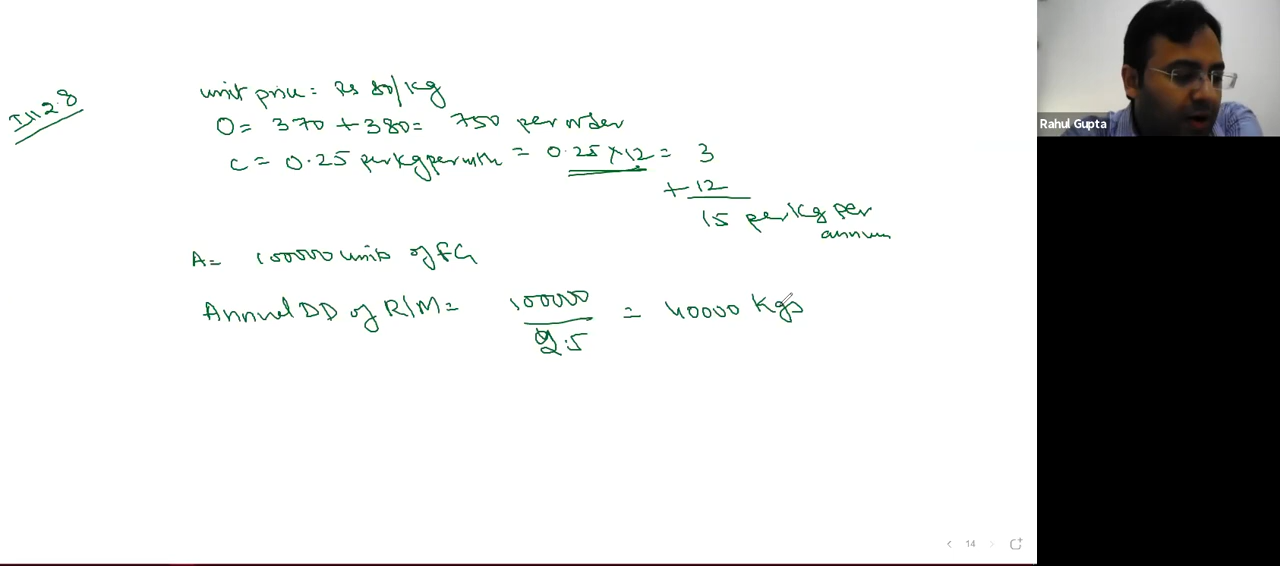 Ill 2.8
unit price = Rs 80/kg
O = 370 + 380 = 750 per order
C = 0.25 per kg per mth = 0.25 × 12 = 3
+ 12
15 per kg per
annum
A = 100000 units of FG
Annual DD of R/M = 100000 / 2.5 = 40000 kgs
Rahul Gupta
14